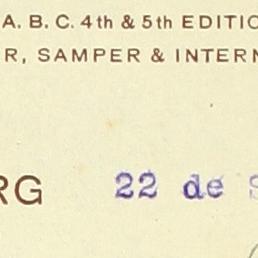 A. B. C. 4th & 5th EDITIO
R, SAMPER & INTERN
RG 22 de S